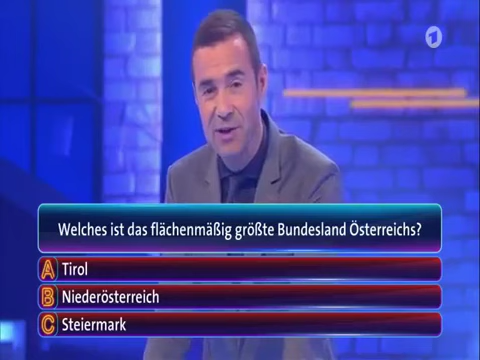 Welches ist das flächenmäßig größte Bundesland Österreichs?
A Tirol
B Niederösterreich
C Steiermark